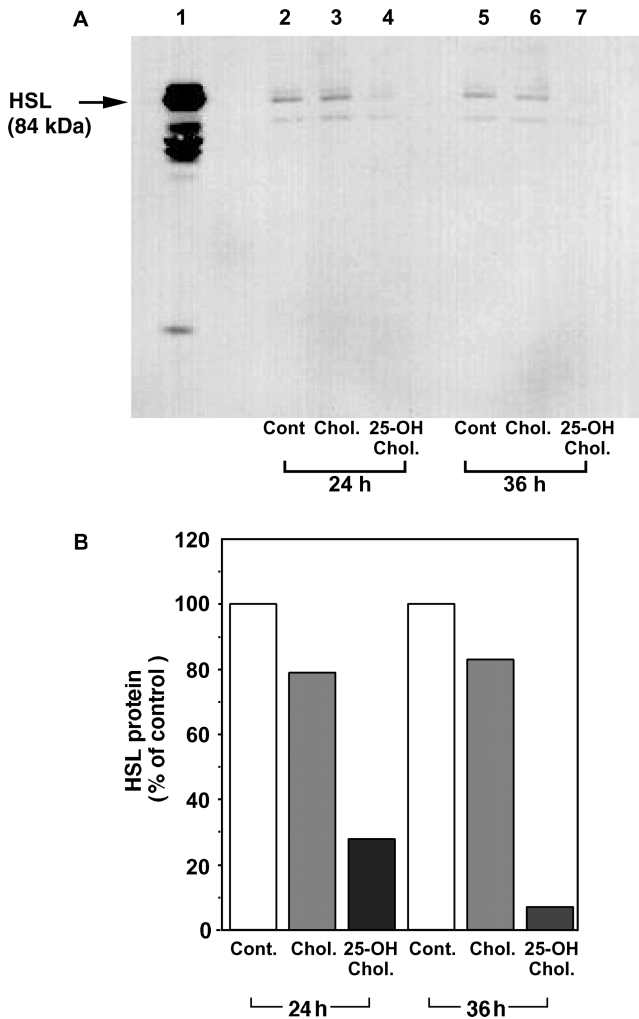 A 1 2 3 4 5 6 7
HSL
(84 kDa)
Cont Chol. 25-OH Chol. Cont Chol. 25-OH Chol.
24 h 36 h
B
120
100
80
60
40
20
0
HSL protein
(% of control )
Cont. Chol. 25-OH Chol. Cont. Chol. 25-OH Chol.
24 h 36 h